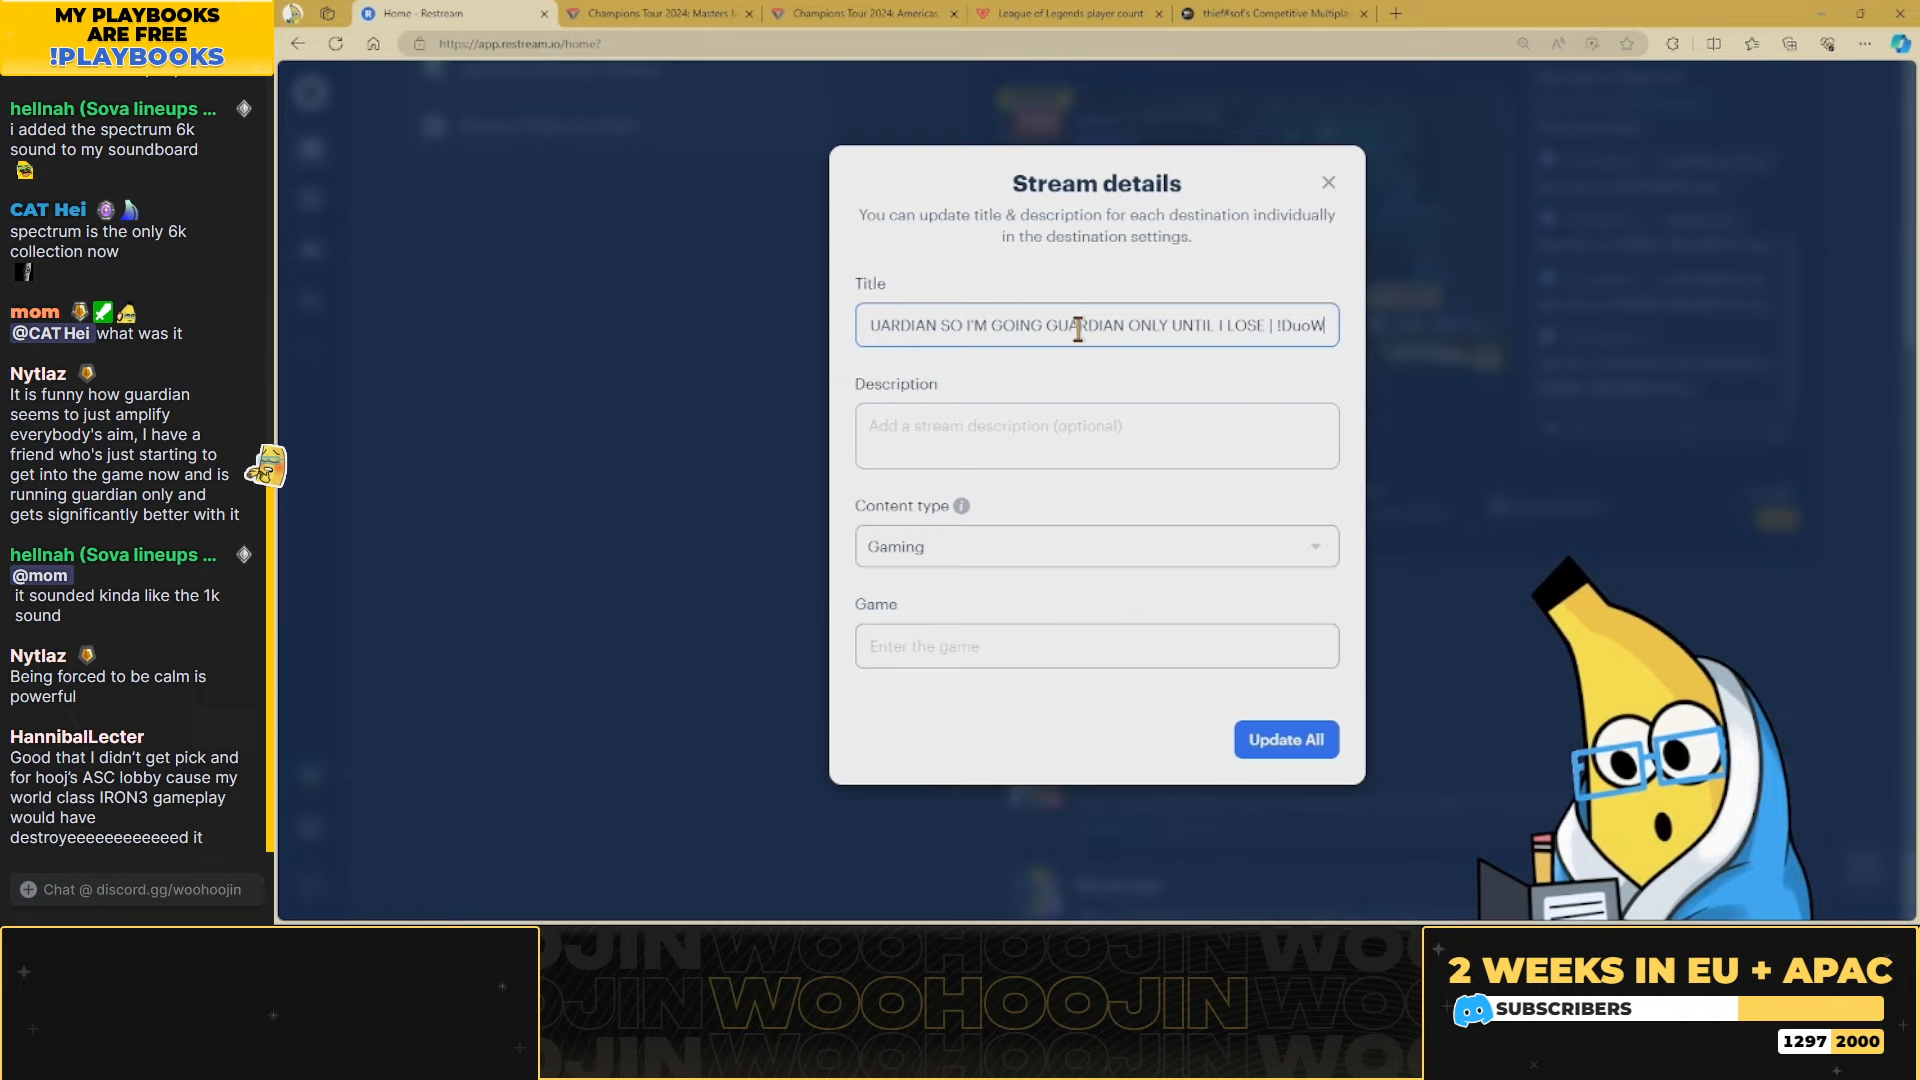 MY PLAYBOOKS
ARE FREE
!PLAYBOOKS
hellnah (Sova lineups ...
i added the spectrum 6k
sound to my soundboard
CAT Hei
spectrum is the only 6k
collection now
mom
@CAT Hei what was it
Nytlaz
It is funny how guardian
seems to just amplify
everybody's aim, I have a
friend who's just starting to
get into the game now and is
running guardian only and
gets significantly better with it
hellnah (Sova lineups ...
@mom
it sounded kinda like the 1k
sound
Nytlaz
Being forced to be calm is
powerful
HannibalLecter
Good that I didn't get pick and
for hooj's ASC lobby cause my
world class IRON3 gameplay
would have
destroyeeeeeeeeeeeed it
Chat @ discord.gg/woohoojin
Home - Restream
Champions Tour 2024: Masters
Champions Tour 2024: Americas
League of Legends player count
thief#sof's Competitive Multipla
https://app.restream.io/home?
Stream details
You can update title & description for each destination individually
in the destination settings.
Title
UARDIAN SO I'M GOING GUARDIAN ONLY UNTIL I LOSE | !DuoW
Description
Add a stream description (optional)
Content type
Gaming
Game
Enter the game
Update All
OJIN WOOHOOJIN WOO
OJIN WOOHOOJIN WOO
2 WEEKS IN EU + APAC
SUBSCRIBERS
1297 2000